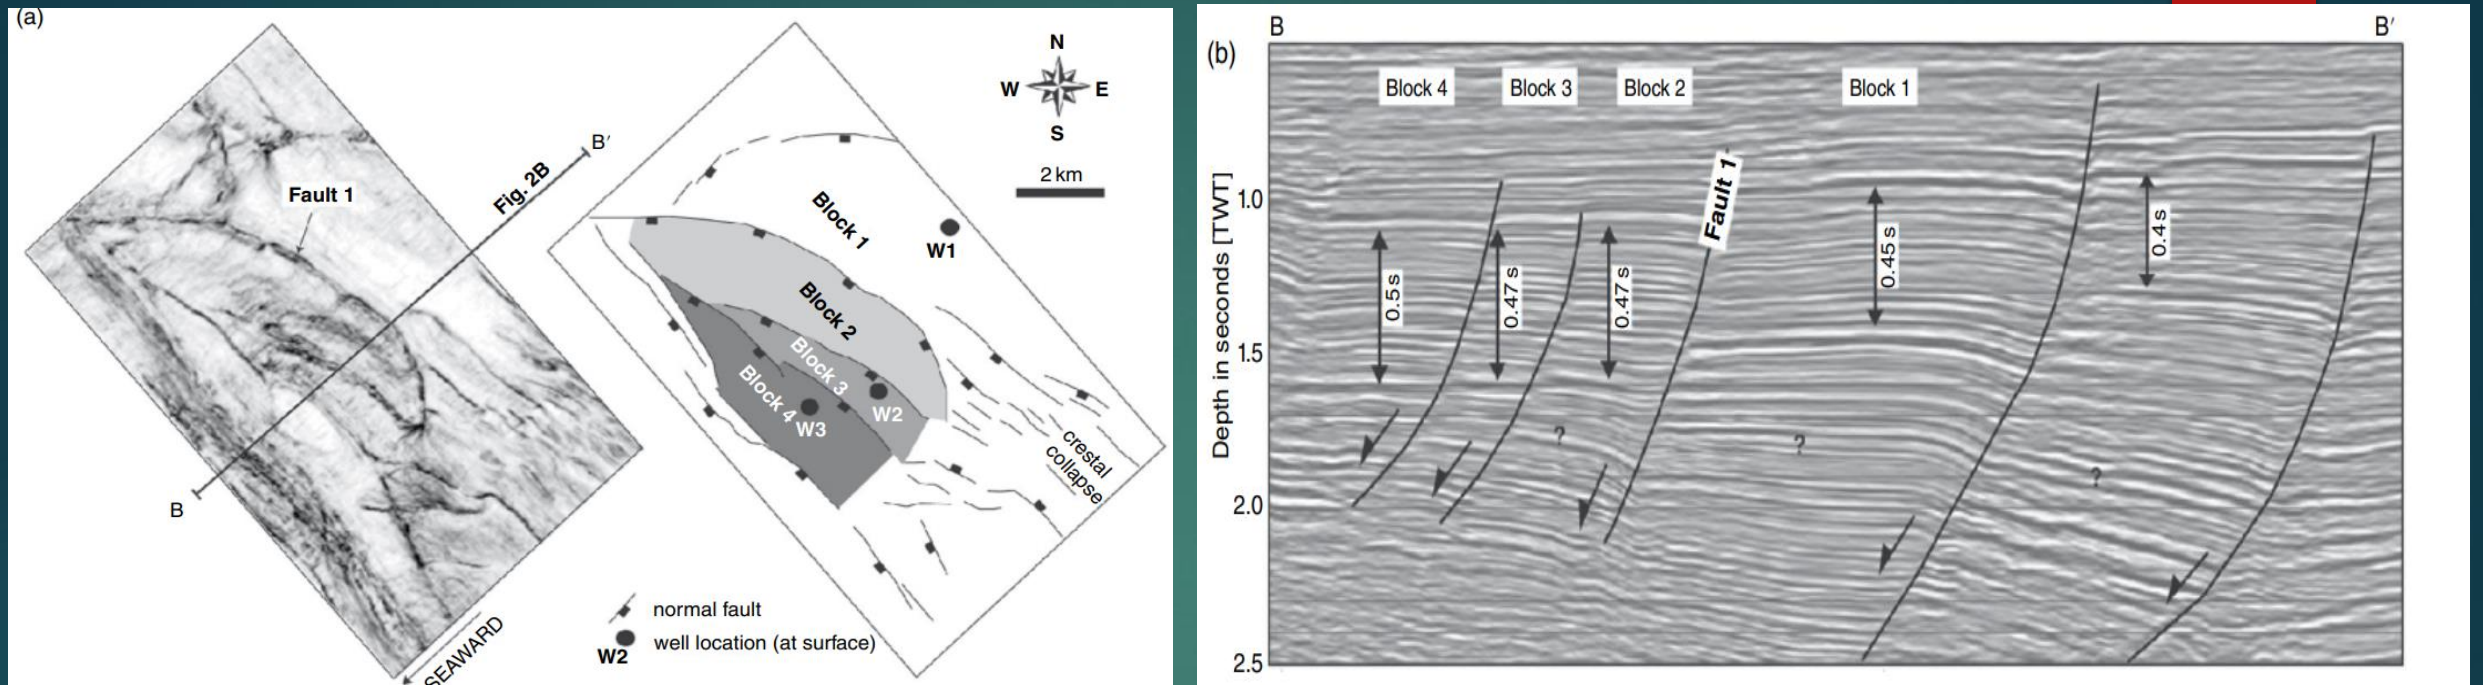 (a)
N
W
E
S
2 km
B′
Fig. 2B
Fault 1
Block 1
W1
Block 2
Block 3
W2
Block 4
W3
crestal
collapse
B
normal fault
well location (at surface)
W2
SEAWARD
(b)
B
B′
Block 4
Block 3
Block 2
Block 1
Fault 1
Depth in seconds [TWT]
1.0
1.5
2.0
2.5
0.5 s
0.47 s
0.47 s
0.45 s
0.4 s
?
?
?